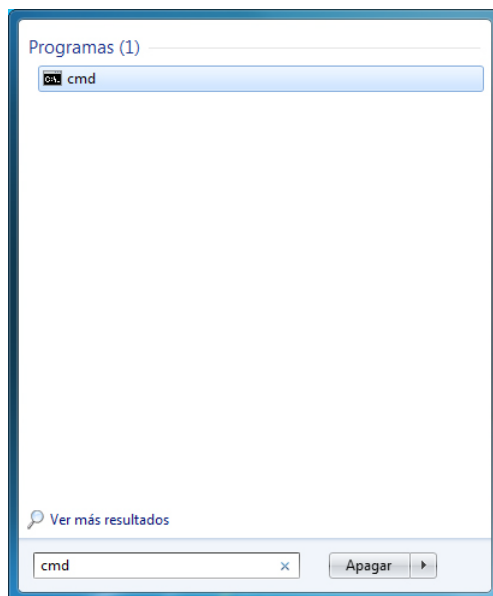 Programas (1)
C:\.
cmd
Ver más resultados
cmd
Apagar